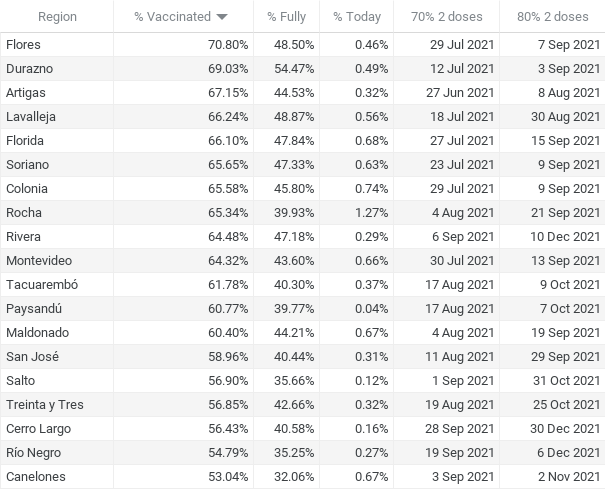 Region % Vaccinated % Fully % Today 70% 2 doses 80% 2 doses
Flores 70.80% 48.50% 0.46% 29 Jul 2021 7 Sep 2021
Durazno 69.03% 54.47% 0.49% 12 Jul 2021 3 Sep 2021
Artigas 67.15% 44.53% 0.32% 27 Jun 2021 8 Aug 2021
Lavalleja 66.24% 48.87% 0.56% 18 Jul 2021 30 Aug 2021
Florida 66.10% 47.84% 0.68% 27 Jul 2021 15 Sep 2021
Soriano 65.65% 47.33% 0.63% 23 Jul 2021 9 Sep 2021
Colonia 65.58% 45.80% 0.74% 29 Jul 2021 9 Sep 2021
Rocha 65.34% 39.93% 1.27% 4 Aug 2021 21 Sep 2021
Rivera 64.48% 47.18% 0.29% 6 Sep 2021 10 Dec 2021
Montevideo 64.32% 43.60% 0.66% 30 Jul 2021 13 Sep 2021
Tacuarembó 61.78% 40.30% 0.37% 17 Aug 2021 9 Oct 2021
Paysandú 60.77% 39.77% 0.04% 17 Aug 2021 7 Oct 2021
Maldonado 60.40% 44.21% 0.67% 4 Aug 2021 19 Sep 2021
San José 58.96% 40.44% 0.31% 11 Aug 2021 29 Sep 2021
Salto 56.90% 35.66% 0.12% 1 Sep 2021 31 Oct 2021
Treinta y Tres 56.85% 42.66% 0.32% 19 Aug 2021 25 Oct 2021
Cerro Largo 56.43% 40.58% 0.16% 28 Sep 2021 30 Dec 2021
Río Negro 54.79% 35.25% 0.27% 19 Sep 2021 6 Dec 2021
Canelones 53.04% 32.06% 0.67% 3 Sep 2021 2 Nov 2021